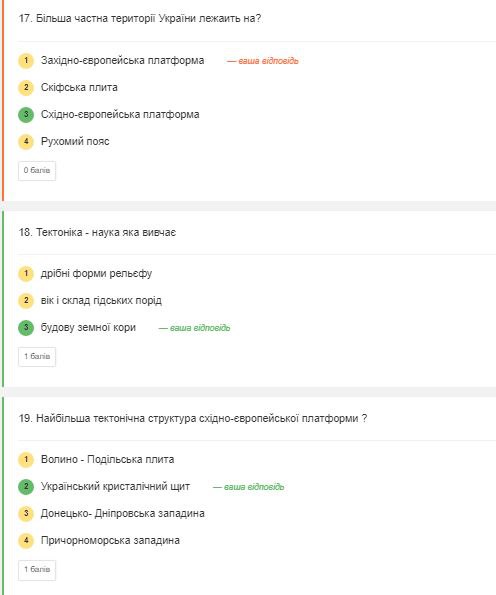 17. Більша частна території України лежаить на?
1 Західно-європейська платформа — ваша відповідь
2 Скіфська плита
3 Східно-європейська платформа
4 Рухомий пояс
0 балів
18. Тектоніка - наука яка вивчає
1 дрібні форми рельєфу
2 вік і склад гідських порід
3 будову земної кори — ваша відповідь
1 балів
19. Найбільша тектонічна структура східно-європейської платформи ?
1 Волино - Подільська плита
2 Український кристалічний щит — ваша відповідь
3 Донецько- Дніпровська западина
4 Причорноморська западина
1 балів